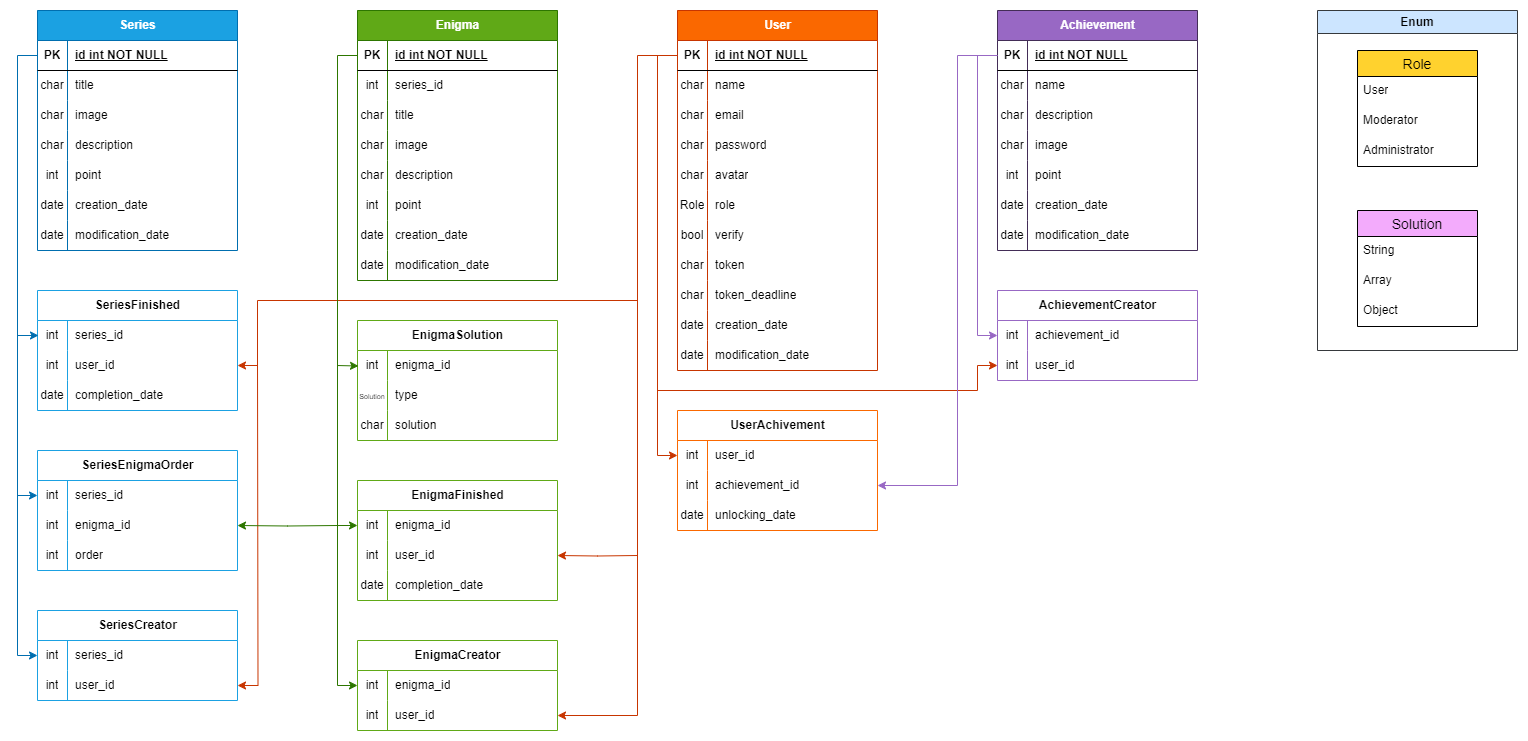 Series
PK id int NOT NULL
char title
char image
char description
int point
date creation_date
date modification_date
SeriesFinished
int series_id
int user_id
date completion_date
SeriesEnigmaOrder
int series_id
int enigma_id
int order
SeriesCreator
int series_id
int user_id
Enigma
PK id int NOT NULL
int series_id
char title
char image
char description
int point
date creation_date
date modification_date
EnigmaSolution
int enigma_id
Solution type
char solution
EnigmaFinished
int enigma_id
int user_id
date completion_date
EnigmaCreator
int enigma_id
int user_id
User
PK id int NOT NULL
char name
char email
char password
char avatar
Role role
bool verify
char token
char token_deadline
date creation_date
date modification_date
UserAchivement
int user_id
int achievement_id
date unlocking_date
Achievement
PK id int NOT NULL
char name
char description
char image
int point
date creation_date
date modification_date
AchievementCreator
int achievement_id
int user_id
Enum
Role
User
Moderator
Administrator
Solution
String
Array
Object